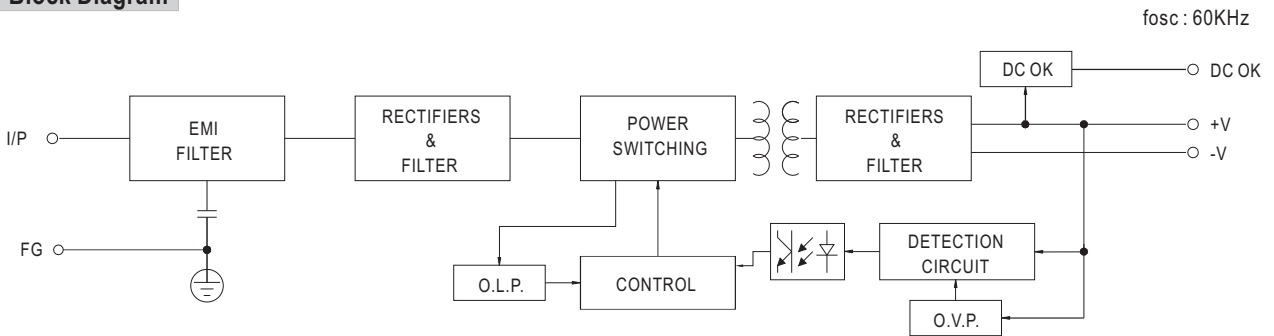 Block Diagram
fosc : 60KHz
DC OK
DC OK
I/P
EMI
FILTER
RECTIFIERS
&
FILTER
POWER
SWITCHING
RECTIFIERS
&
FILTER
+V
-V
FG
O.L.P.
CONTROL
DETECTION
CIRCUIT
O.V.P.